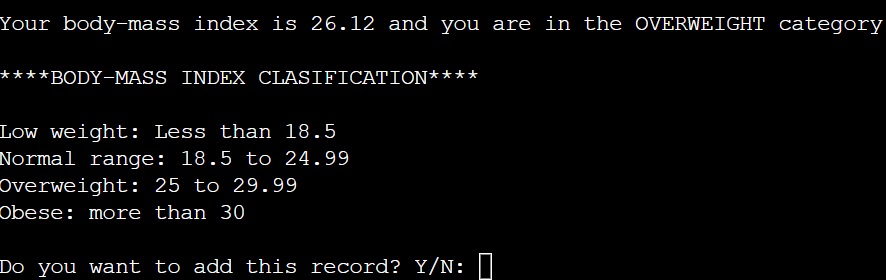 Your body-mass index is 26.12 and you are in the OVERWEIGHT category
****BODY-MASS INDEX CLASIFICATION****
Low weight: Less than 18.5
Normal range: 18.5 to 24.99
Overweight: 25 to 29.99
Obese: more than 30
Do you want to add this record? Y/N: